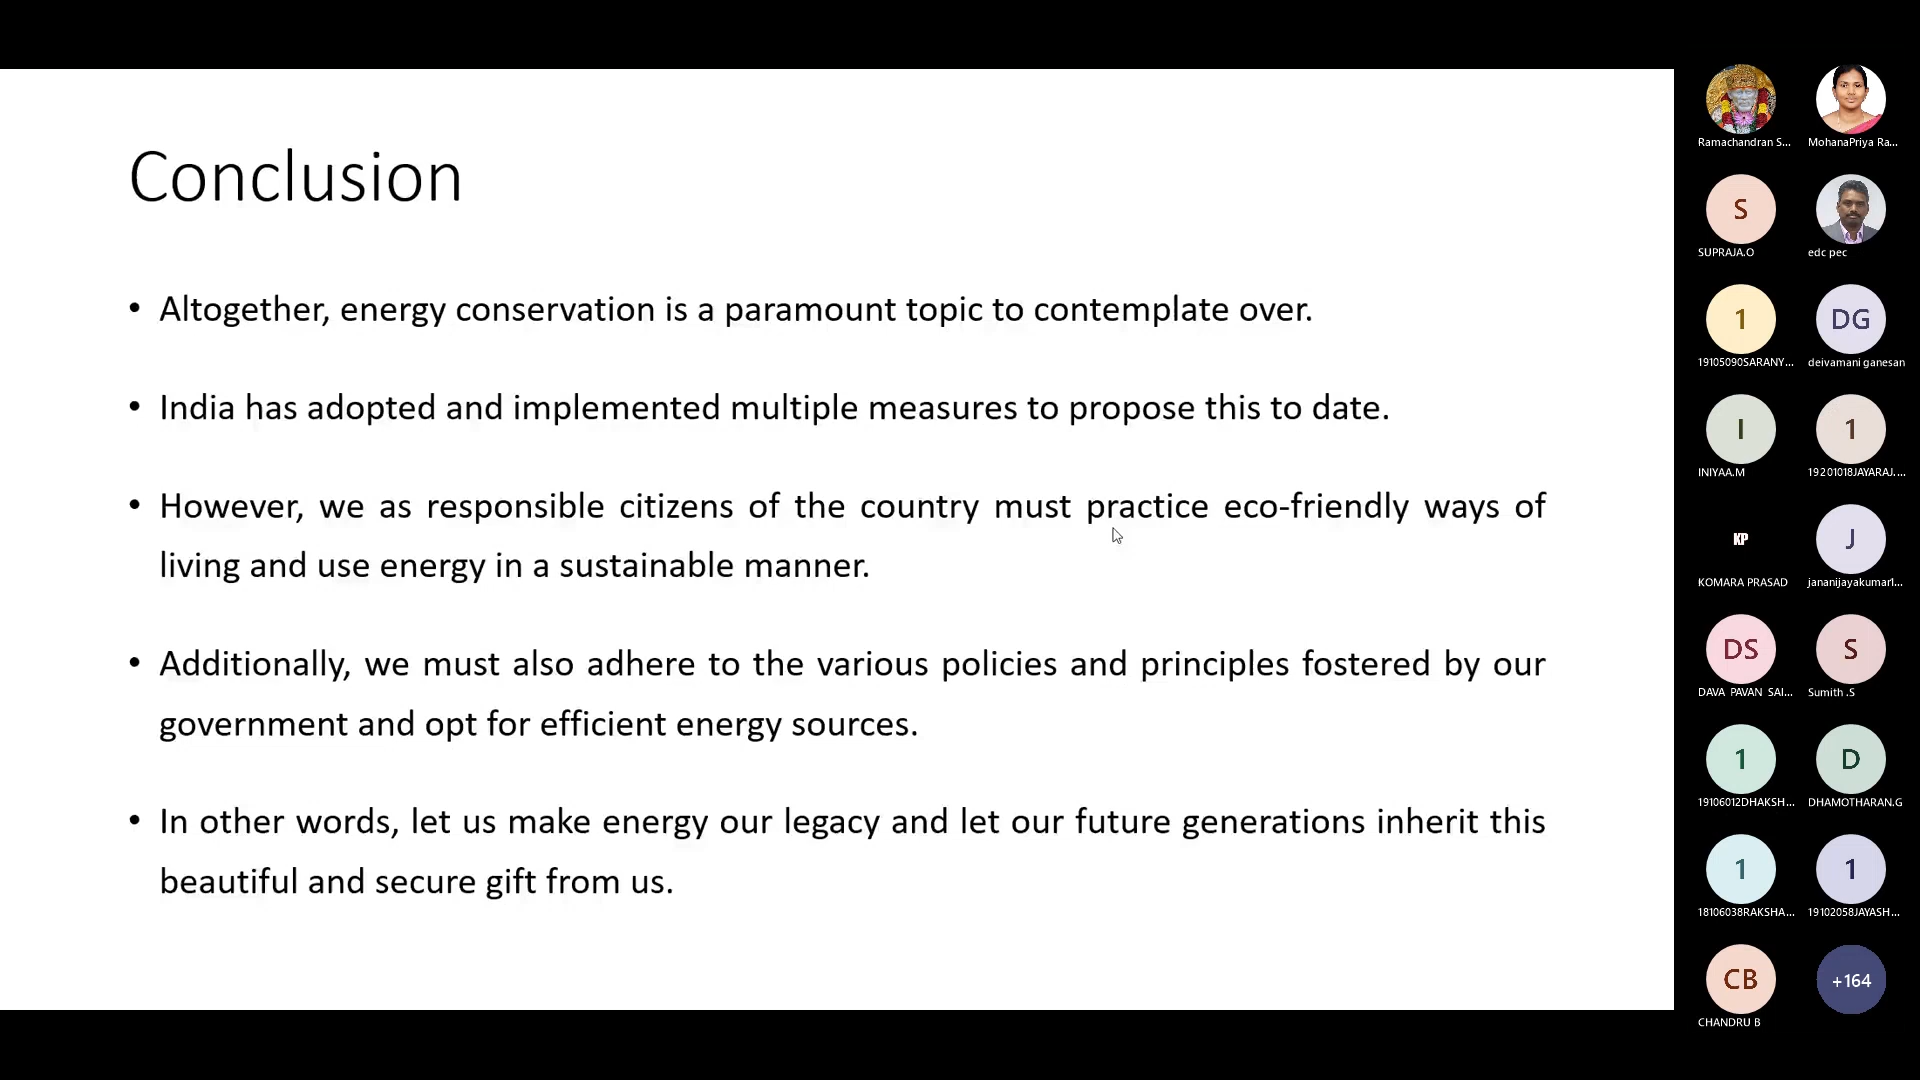 Conclusion
• Altogether, energy conservation is a paramount topic to contemplate over.
• India has adopted and implemented multiple measures to propose this to date.
• However, we as responsible citizens of the country must practice eco-friendly ways of
living and use energy in a sustainable manner.
• Additionally, we must also adhere to the various policies and principles fostered by our
government and opt for efficient energy sources.
• In other words, let us make energy our legacy and let our future generations inherit this
beautiful and secure gift from us.
Ramachandran S...
MohanaPriya Ra...
S
SUPRAJA.O
edc pec
1
19105090SARANY...
DG
deivamani ganesan
I
INIYAA.M
1
19201018JAYARAJ....
KP
KOMARA PRASAD
J
jananijayakumarl...
DS
DAVA PAVAN SAI...
S
Sumith .S
1
19106012DHAKSH...
D
DHAMOTHARAN.G
1
18106038RAKSHA...
1
19102058JAYASH...
CB
CHANDRU B
+164